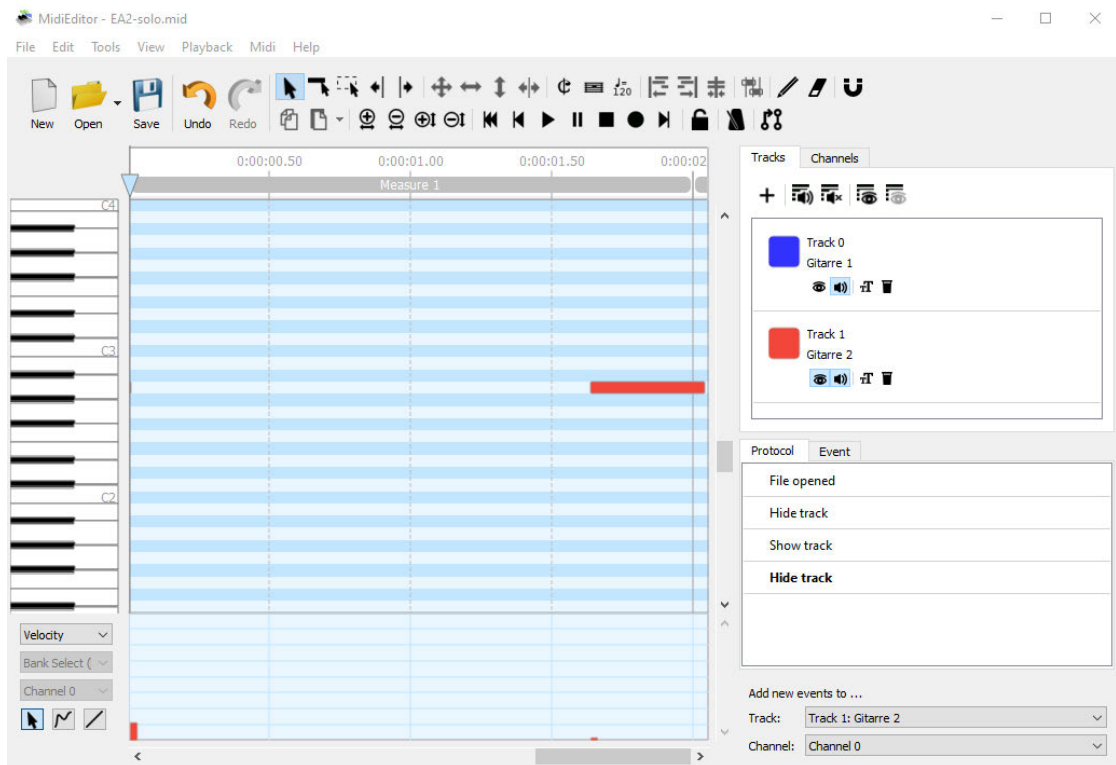 MidiEditor - EA2-solo.mid
File Edit Tools View Playback Midi Help
New Open Save Undo Redo
120
0:00:00.50 0:00:01.00 0:00:01.50 0:00:02
Measure 1
C4
C3
C2
Tracks Channels
Track 0
Gitarre 1
Track 1
Gitarre 2
Protocol Event
File opened
Hide track
Show track
Hide track
Velocity
Bank Select (
Channel 0
Add new events to ...
Track: Track 1: Gitarre 2
Channel: Channel 0